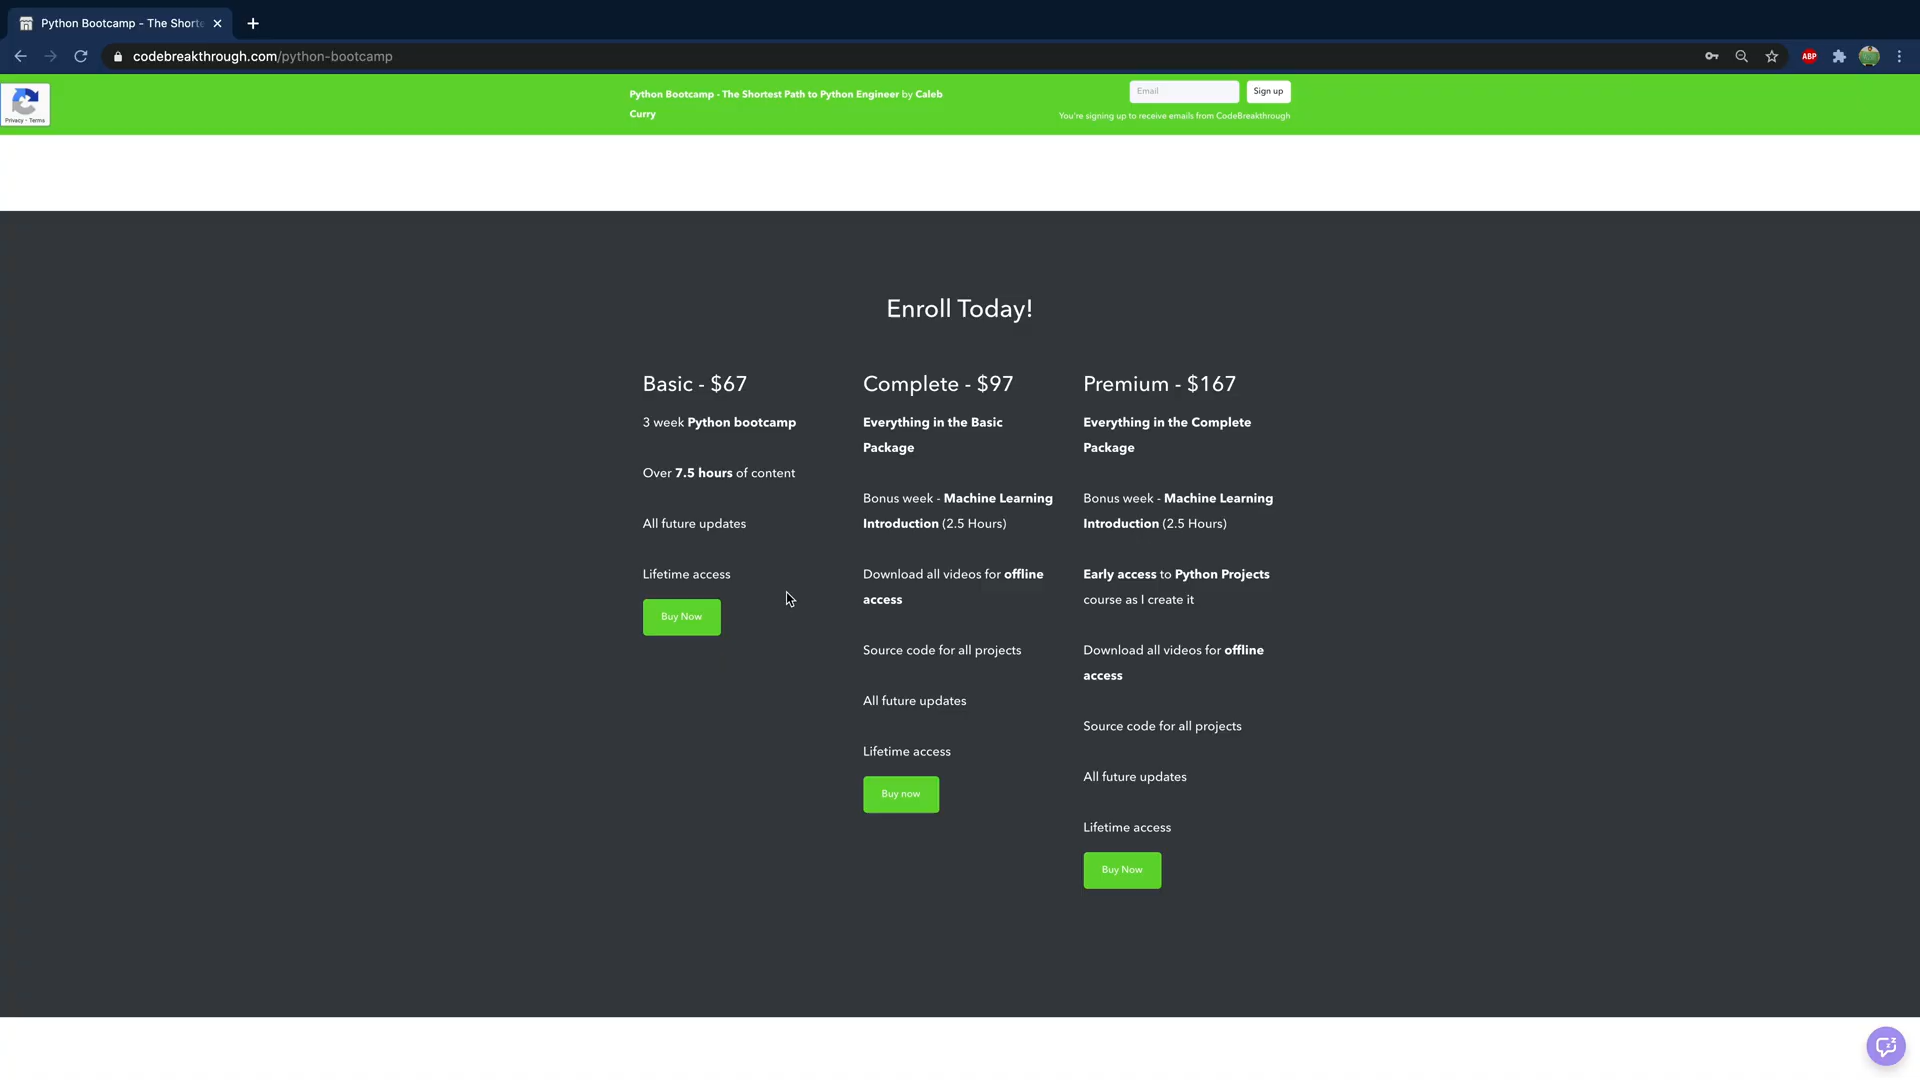 Python Bootcamp - The Shorte
codebreakthrough.com/python-bootcamp
ABP
Privacy - Terms
Python Bootcamp - The Shortest Path to Python Engineer by Caleb
Curry
Email
Sign up
You're signing up to receive emails from CodeBreakthrough
Enroll Today!
Basic - $67
3 week Python bootcamp
Over 7.5 hours of content
All future updates
Lifetime access
Buy Now
Complete - $97
Everything in the Basic
Package
Bonus week - Machine Learning
Introduction (2.5 Hours)
Download all videos for offline
access
Source code for all projects
All future updates
Lifetime access
Buy now
Premium - $167
Everything in the Complete
Package
Bonus week - Machine Learning
Introduction (2.5 Hours)
Early access to Python Projects
course as I create it
Download all videos for offline
access
Source code for all projects
All future updates
Lifetime access
Buy Now